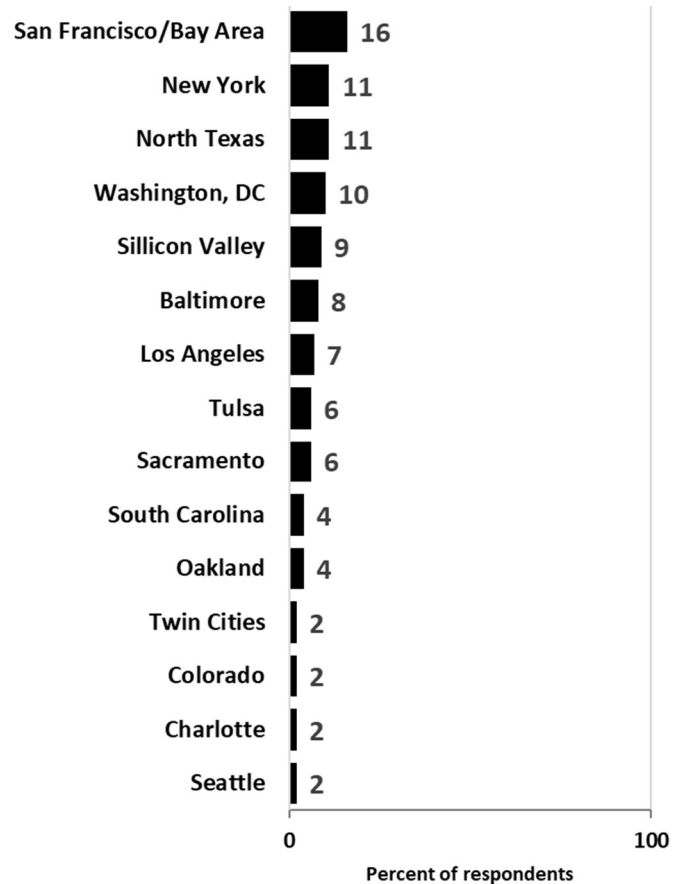 San Francisco/Bay Area 16
New York 11
North Texas 11
Washington, DC 10
Sillicon Valley 9
Baltimore 8
Los Angeles 7
Tulsa 6
Sacramento 6
South Carolina 4
Oakland 4
Twin Cities 2
Colorado 2
Charlotte 2
Seattle 2
0 100
Percent of respondents